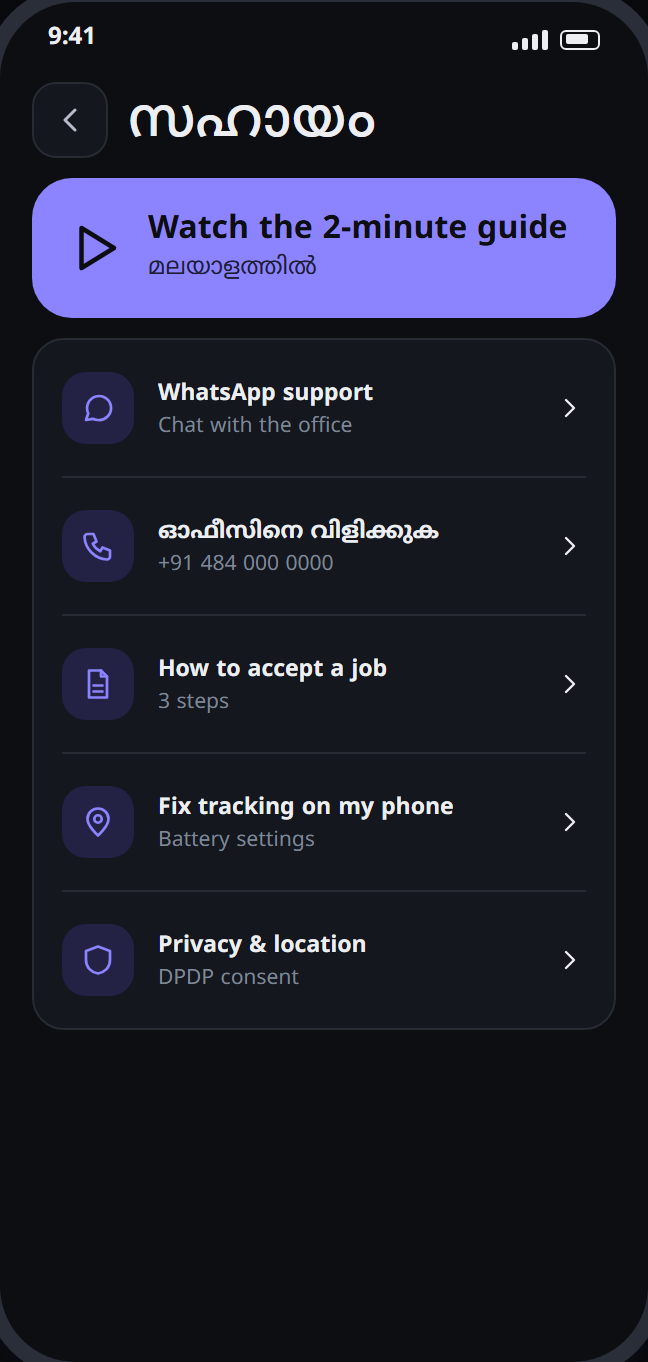 9:41
സഹായം
Watch the 2-minute guide
മലയാളത്തിൽ
WhatsApp support
Chat with the office
ഓഫീസിനെ വിളിക്കുക
+91 484 000 0000
How to accept a job
3 steps
Fix tracking on my phone
Battery settings
Privacy & location
DPDP consent